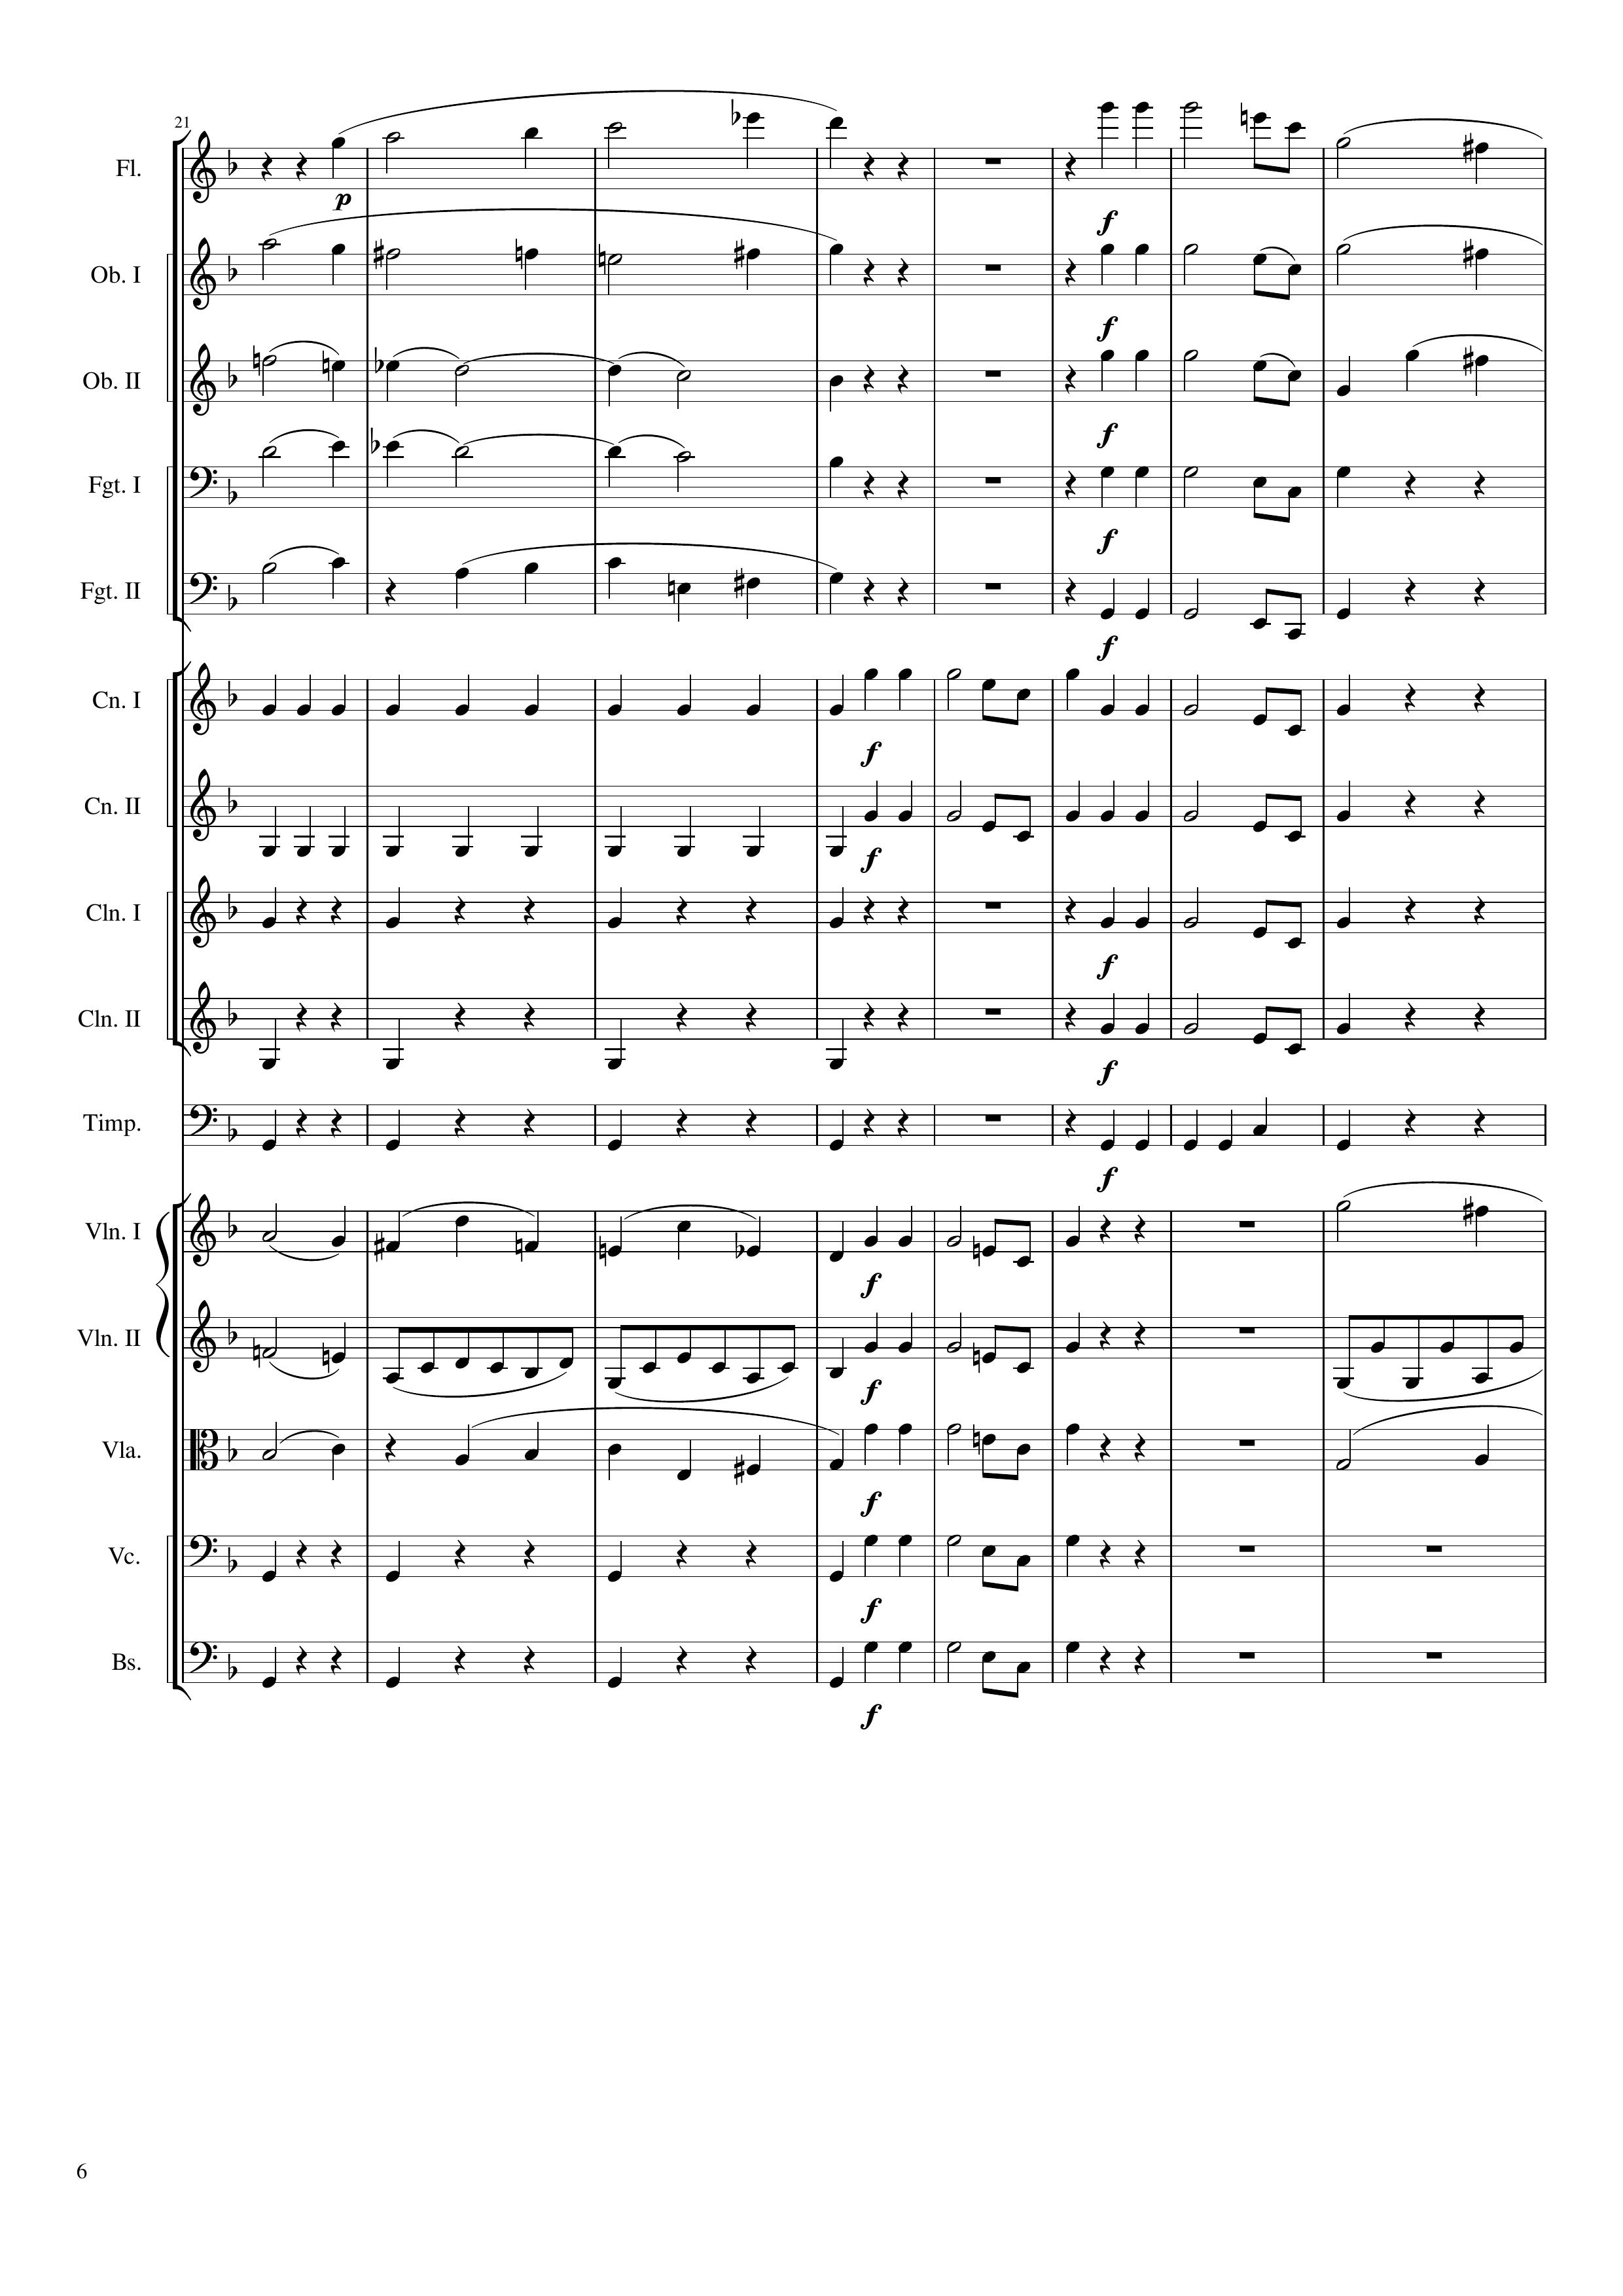 21
Fl.
p
f
Ob. I
f
Ob. II
f
Fgt. I
f
Fgt. II
f
Cn. I
f
Cn. II
f
Cln. I
f
Cln. II
f
Timp.
f
Vln. I
f
Vln. II
f
Vla.
f
Vc.
f
Bs.
f
6